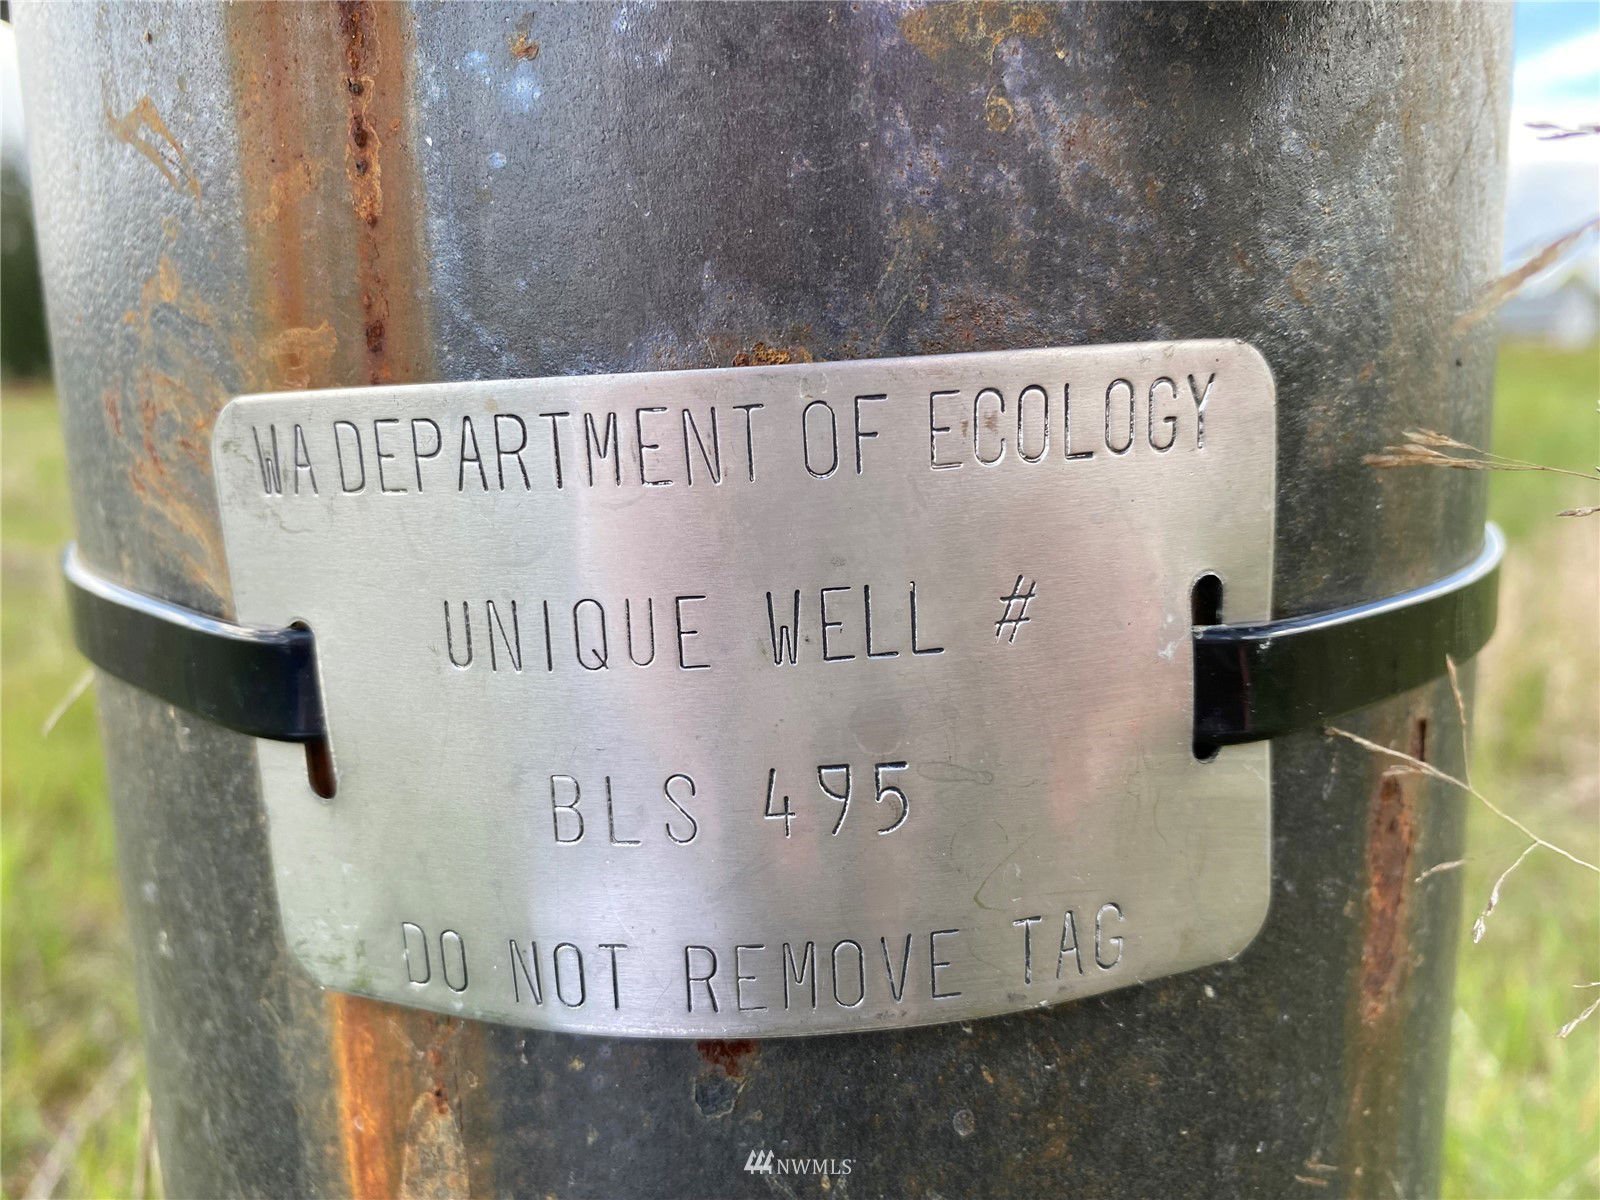 WA DEPARTMENT OF ECOLOGY
UNIQUE WELL #
BLS 495
DO NOT REMOVE TAG
NWMLS